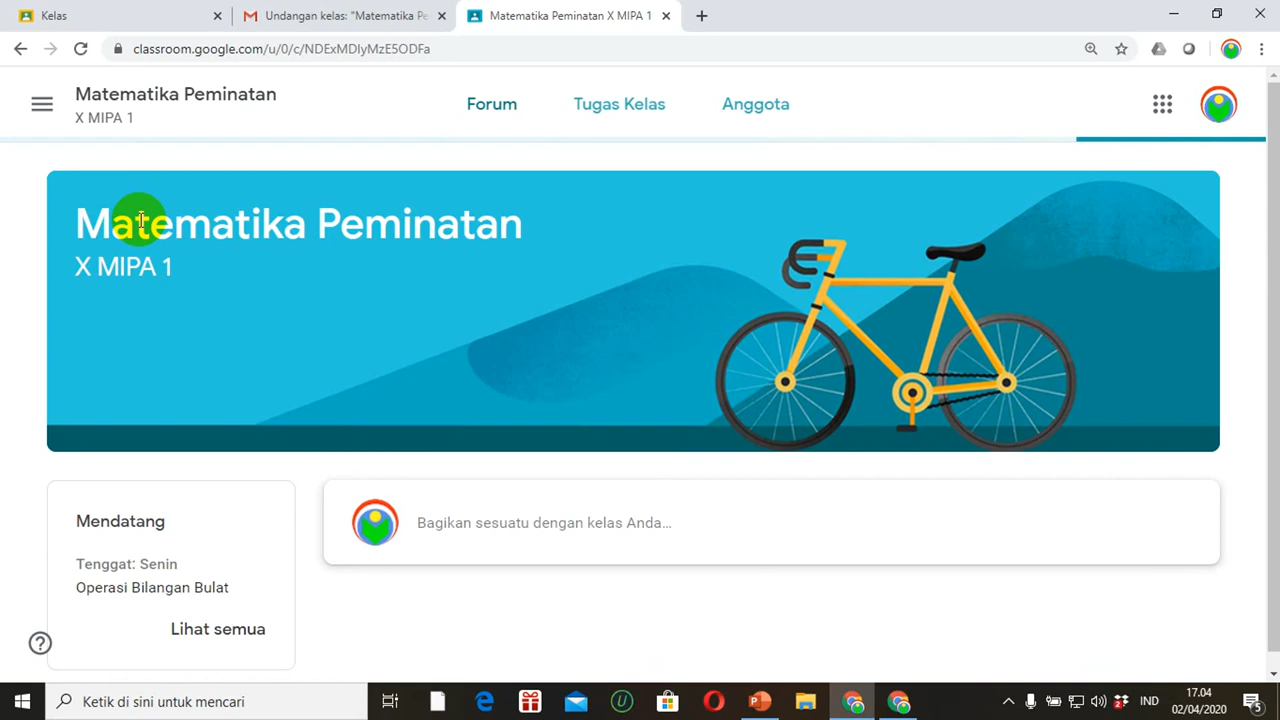 Kelas
Undangan kelas: "Matematika Pe
Matematika Peminatan X MIPA 1
classroom.google.com/u/0/c/NDExMDIyMzE5ODFa
Matematika Peminatan
X MIPA 1
Forum
Tugas Kelas
Anggota
Matematika Peminatan
X MIPA 1
Mendatang
Tenggat: Senin
Operasi Bilangan Bulat
Lihat semua
Bagikan sesuatu dengan kelas Anda...
Ketik di sini untuk mencari
IND
17.04
02/04/2020
5